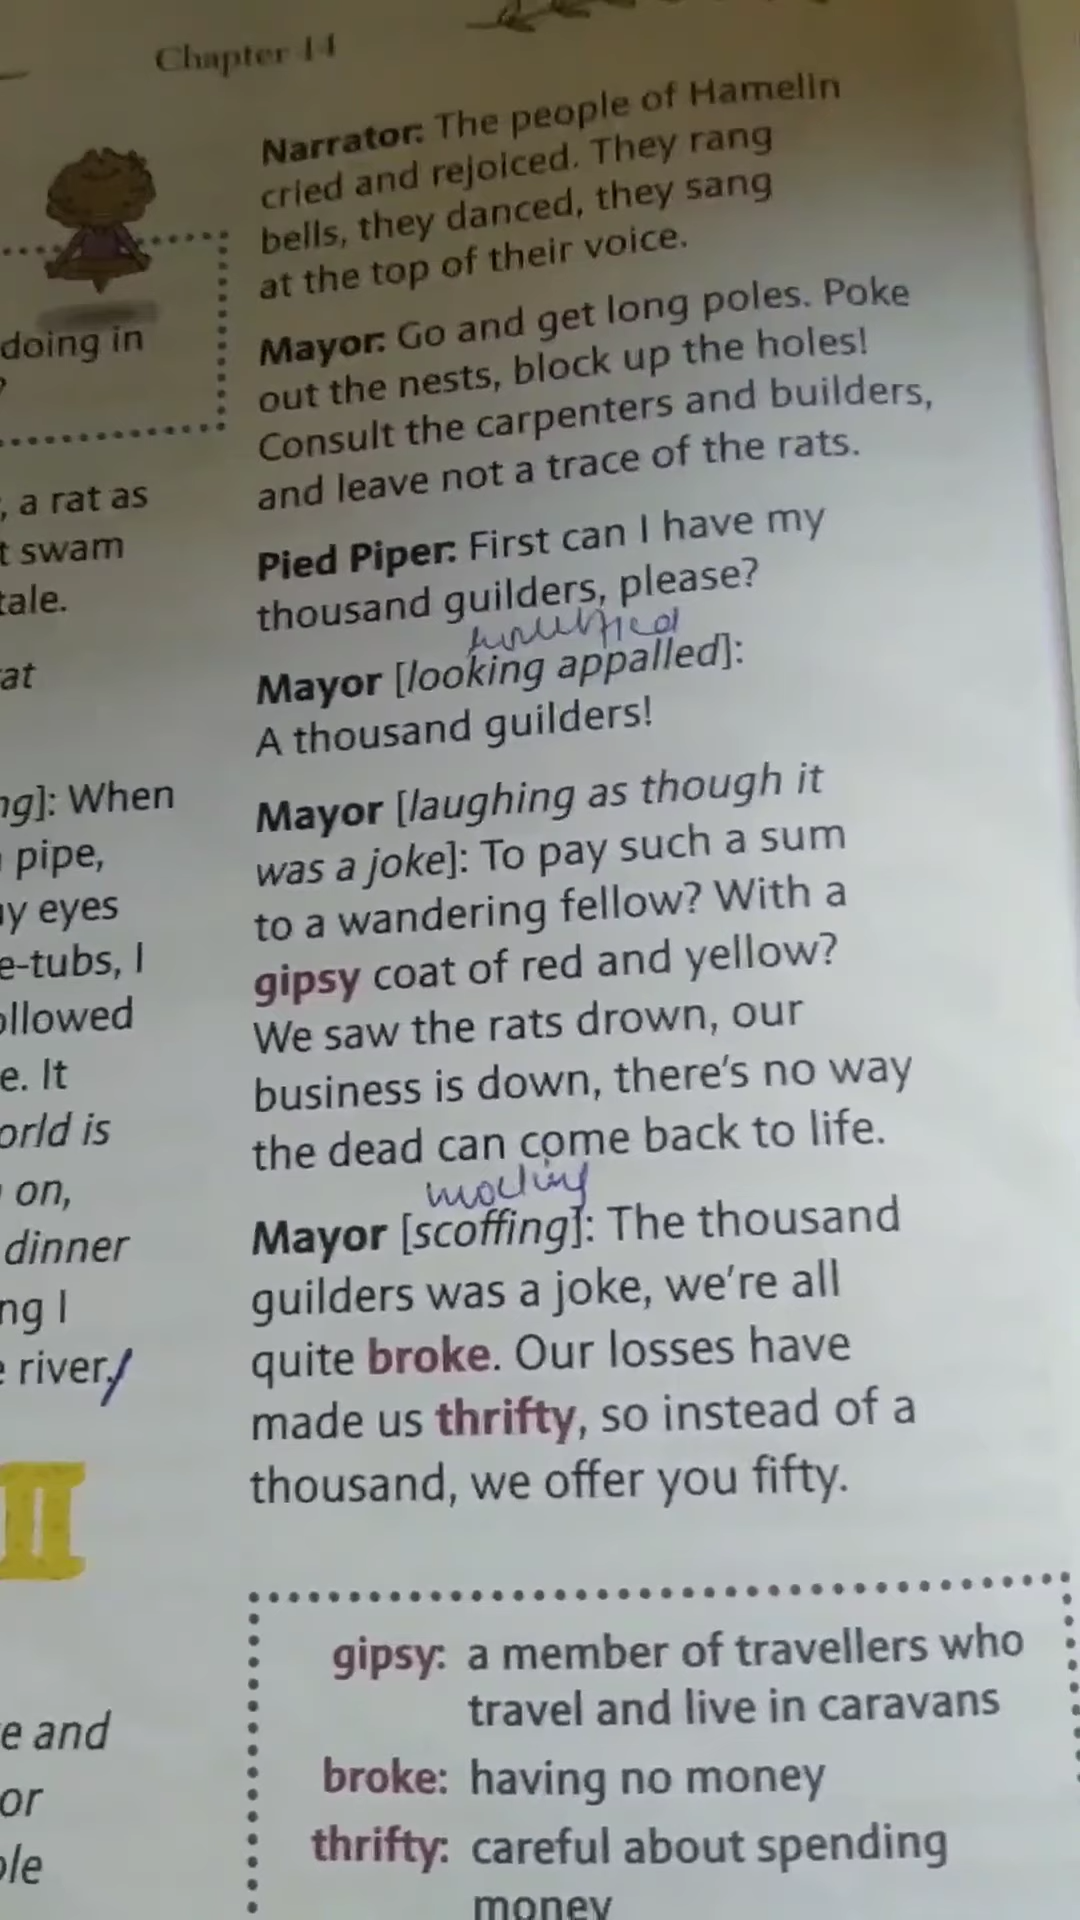 Chapter 14
doing in
?
, a rat as
t swam
tale.
at
ng]: When
pipe,
y eyes
e-tubs, I
ollowed
e. It
orld is
on,
dinner
ng I
e river.
II
e and
or
ole
Narrator: The people of Hamelin
cried and rejoiced. They rang
bells, they danced, they sang
at the top of their voice.
Mayor: Go and get long poles. Poke
out the nests, block up the holes!
Consult the carpenters and builders,
and leave not a trace of the rats.
Pied Piper: First can I have my
thousand guilders, please?
Mayor [looking appalled]:
A thousand guilders!
Mayor [laughing as though it
was a joke]: To pay such a sum
to a wandering fellow? With a
gipsy coat of red and yellow?
We saw the rats drown, our
business is down, there's no way
the dead can come back to life.
mocking
Mayor [scoffing]: The thousand
guilders was a joke, we're all
quite broke. Our losses have
made us thrifty, so instead of a
thousand, we offer you fifty.
gipsy: a member of travellers who
travel and live in caravans
broke: having no money
thrifty: careful about spending
money